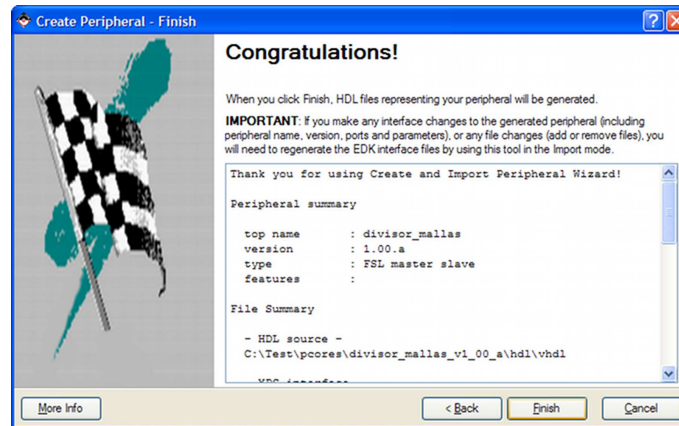 Create Peripheral - Finish
Congratulations!
When you click Finish, HDL files representing your peripheral will be generated.
IMPORTANT: If you make any interface changes to the generated peripheral (including
peripheral name, version, ports and parameters), or any file changes (add or remove files), you
will need to regenerate the EDK interface files by using this tool in the Import mode.
Thank you for using Create and Import Peripheral Wizard!
Peripheral summary
top name : divisor_mallas
version : 1.00.a
type : FSL master slave
features :
File Summary
- HDL source -
C:\Test\pcores\divisor_mallas_v1_00_a\hdl\vhdl
More Info
< Back
Finish
Cancel